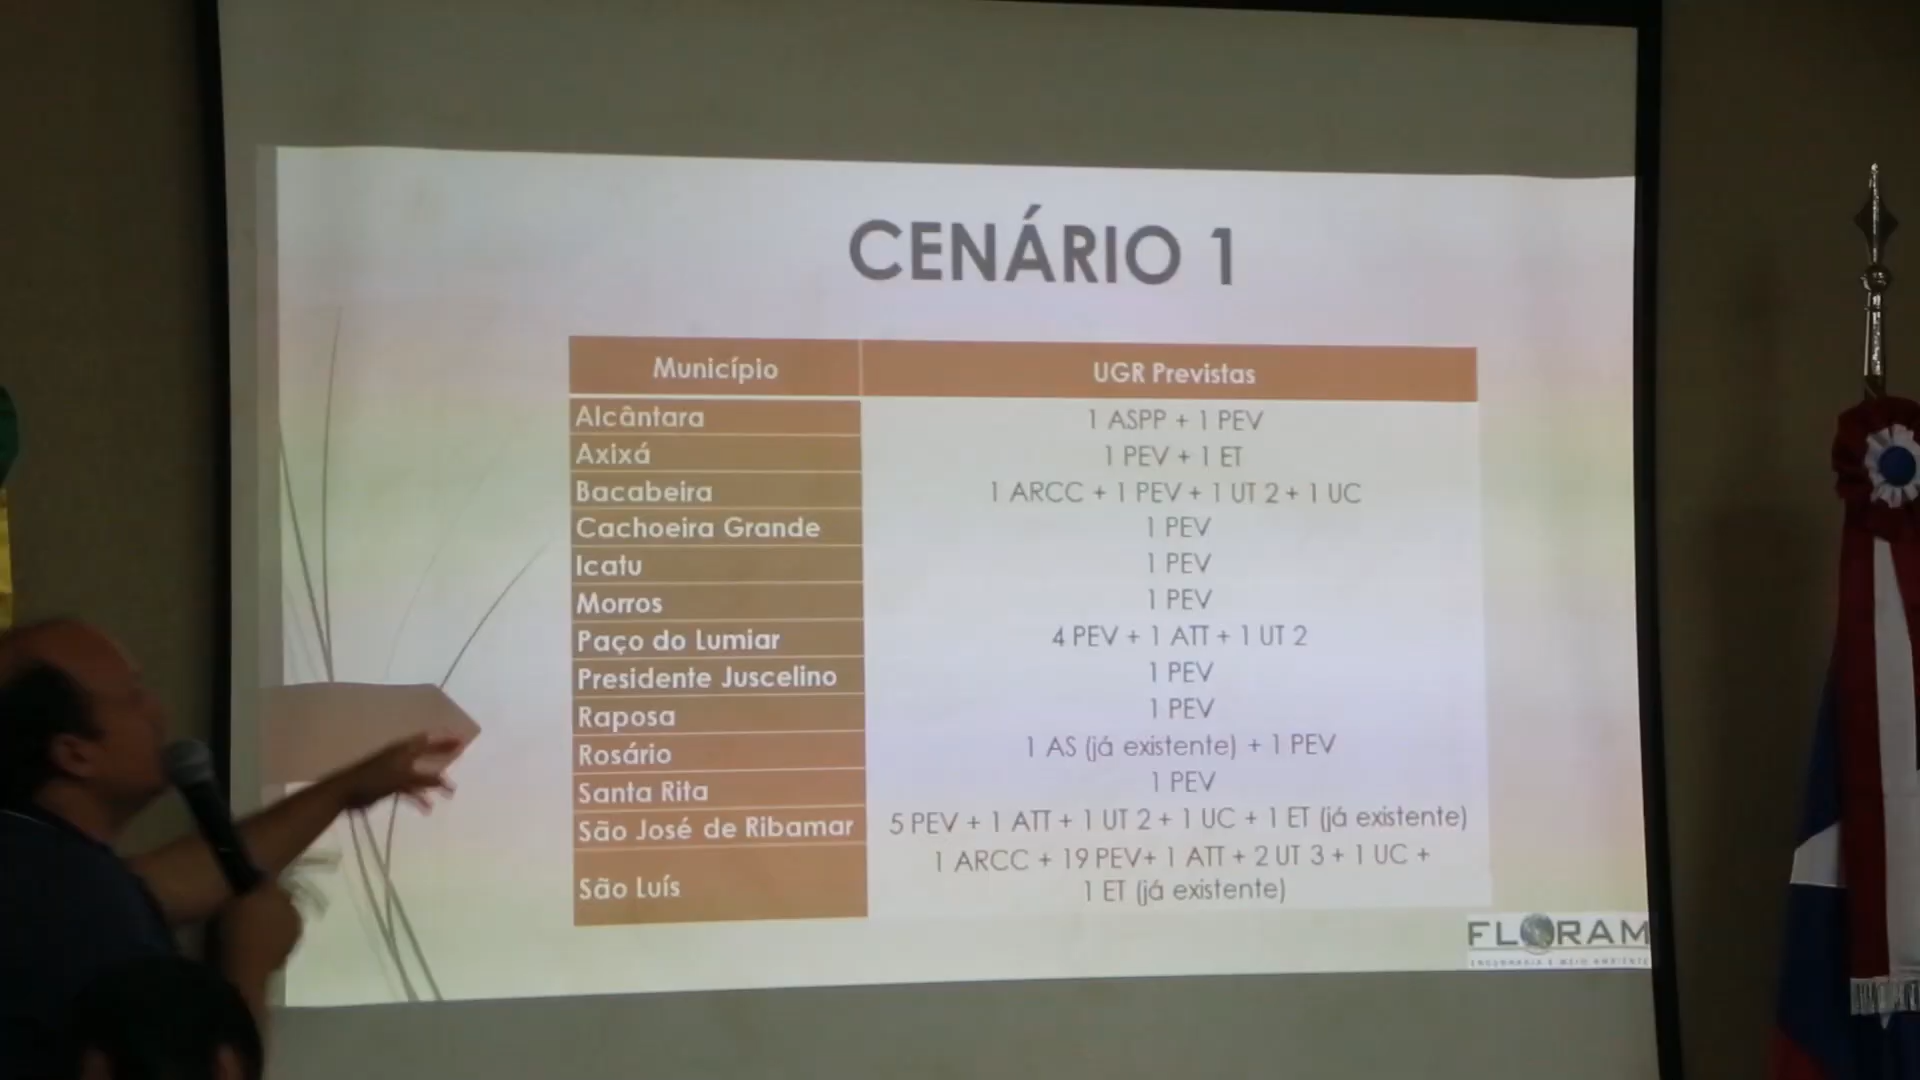 CENÁRIO 1
Município UGR Previstas
Alcântara 1 ASPP + 1 PEV
Axixá 1 PEV + 1 ET
Bacabeira 1 ARCC + 1 PEV + 1 UT 2 + 1 UC
Cachoeira Grande 1 PEV
Icatu 1 PEV
Morros 1 PEV
Paço do Lumiar 4 PEV + 1 ATT + 1 UT 2
Presidente Juscelino 1 PEV
Raposa 1 PEV
Rosário 1 AS (já existente) + 1 PEV
Santa Rita 1 PEV
São José de Ribamar 5 PEV + 1 ATT + 1 UT 2 + 1 UC + 1 ET (já existente)
São Luís 1 ARCC + 19 PEV+ 1 ATT + 2 UT 3 + 1 UC +
1 ET (já existente)
FLORAM
ENGENHARIA E MEIO AMBIENTE